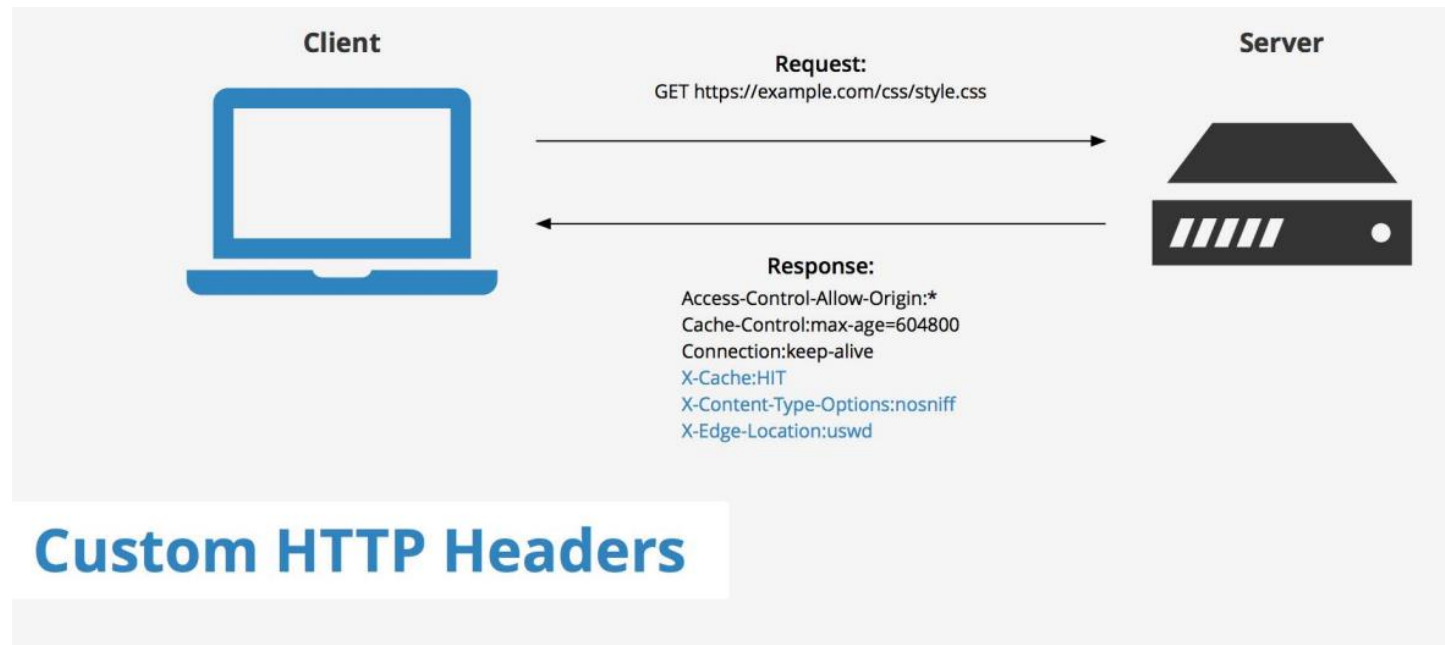 Client
Server
Request:
GET https://example.com/css/style.css
Response:
Access-Control-Allow-Origin:*
Cache-Control:max-age=604800
Connection:keep-alive
X-Cache:HIT
X-Content-Type-Options:nosniff
X-Edge-Location:uswd
Custom HTTP Headers